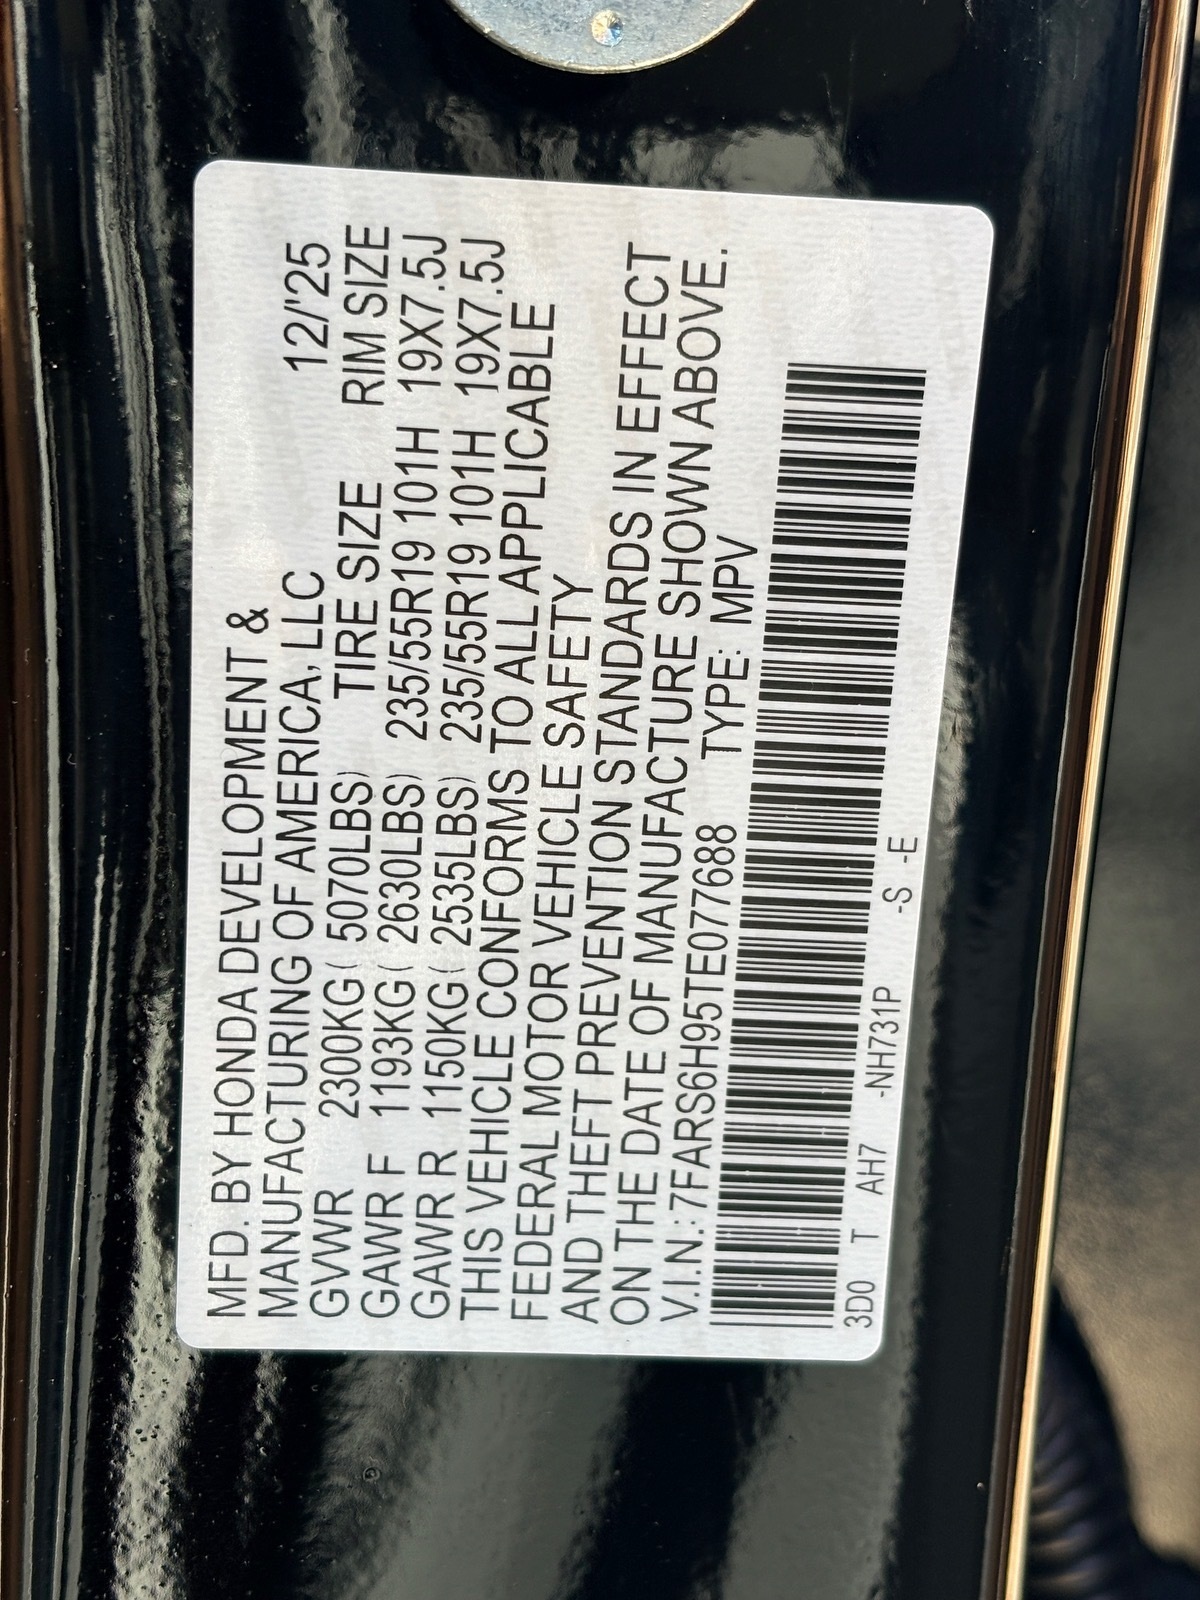 MFD. BY HONDA DEVELOPMENT &
MANUFACTURING OF AMERICA, LLC 12/'25
GVWR 2300KG( 5070LBS) TIRE SIZE RIM SIZE
GAWR F 1193KG( 2630LBS) 235/55R19 101H 19X7.5J
GAWR R 1150KG( 2535LBS) 235/55R19 101H 19X7.5J
THIS VEHICLE CONFORMS TO ALL APPLICABLE
FEDERAL MOTOR VEHICLE SAFETY
AND THEFT PREVENTION STANDARDS IN EFFECT
ON THE DATE OF MANUFACTURE SHOWN ABOVE.
V.I.N.: 7FARS6H95TE077688 TYPE: MPV
3D0 T AH7 -NH731P -S -E